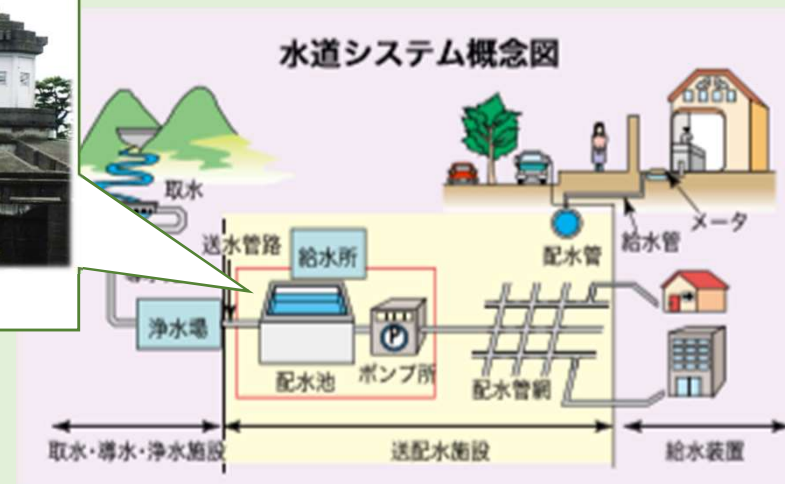 水道システム概念図
取水
送水管路
給水所
配水管
給水管
メータ
浄水場
P
配水池
ポンプ所
配水管網
取水・導水・浄水施設
送配水施設
給水装置